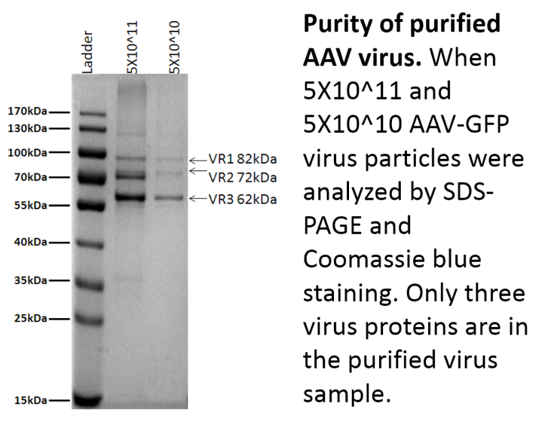 Ladder
5X10^11
5X10^10
170kDa
130kDa
100kDa
70kDa
55kDa
40kDa
35kDa
25kDa
15kDa
VR1 82kDa
VR2 72kDa
VR3 62kDa
Purity of purified
AAV virus. When
5X10^11 and
5X10^10 AAV-GFP
virus particles were
analyzed by SDS-
PAGE and
Coomassie blue
staining. Only three
virus proteins are in
the purified virus
sample.